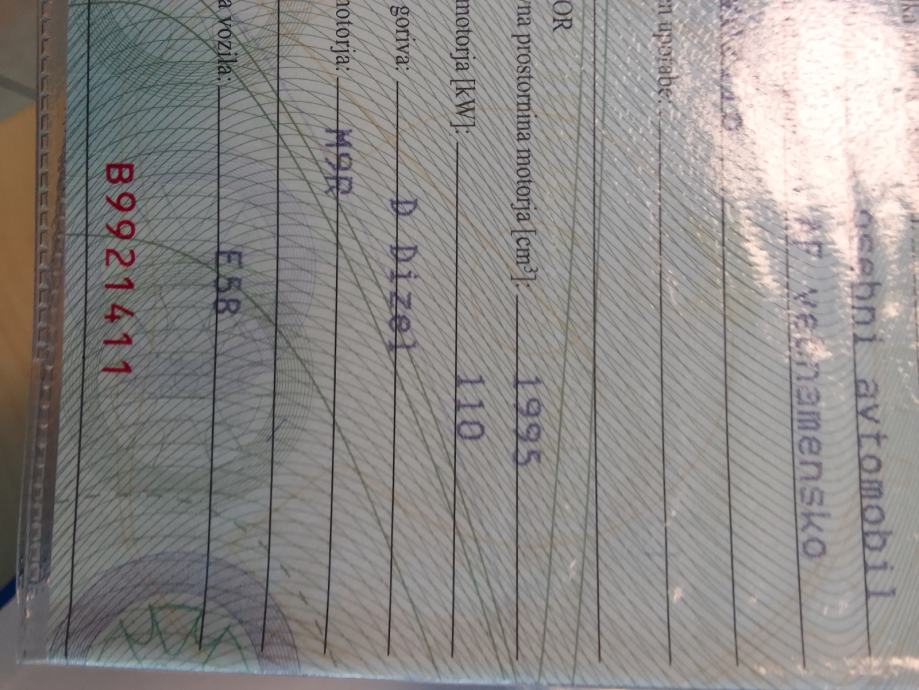 osebni avtomobil
AF večnamensko
n uporabe:
OR
na prostornina motorja [cm³]: 1995
motorja [kW]: 110
goriva: D Dizel
motorja: M9R
a vozila: F58
B9921411